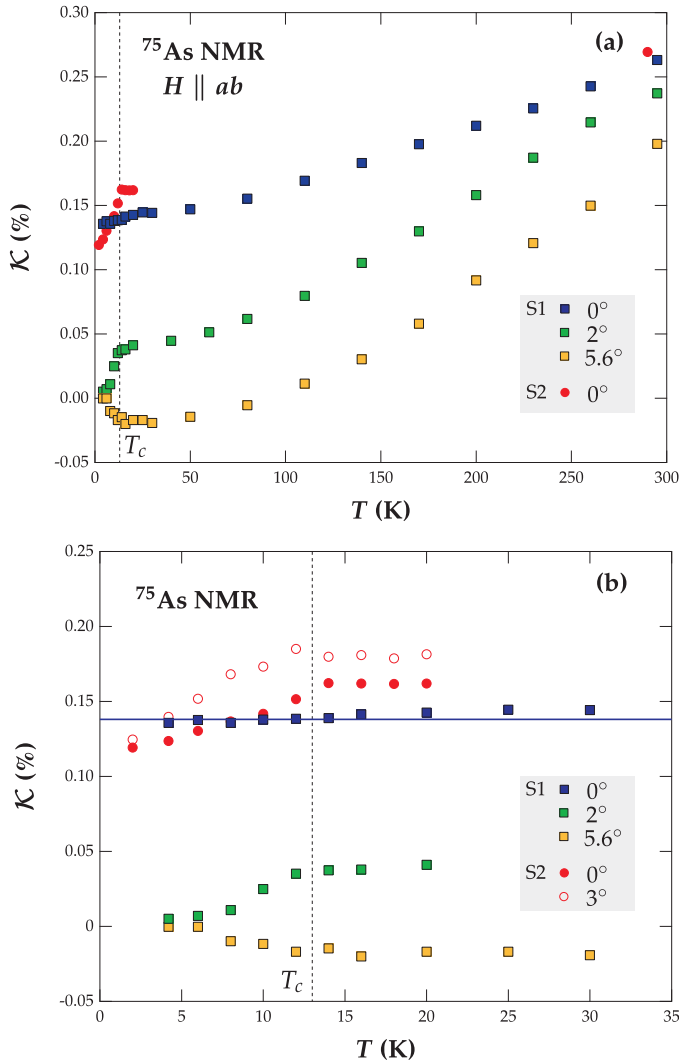 0.30
0.25
0.20
0.15
0.10
0.05
0.00
-0.05
K (%)
⁷⁵As NMR
H || ab
(a)
S1 0°
2°
5.6°
S2 0°
T_c
0 50 100 150 200 250 300
T (K)
0.25
0.20
0.15
0.10
0.05
0
-0.05
K (%)
⁷⁵As NMR
(b)
S1 0°
2°
5.6°
S2 0°
3°
T_c
0 5 10 15 20 25 30 35
T (K)